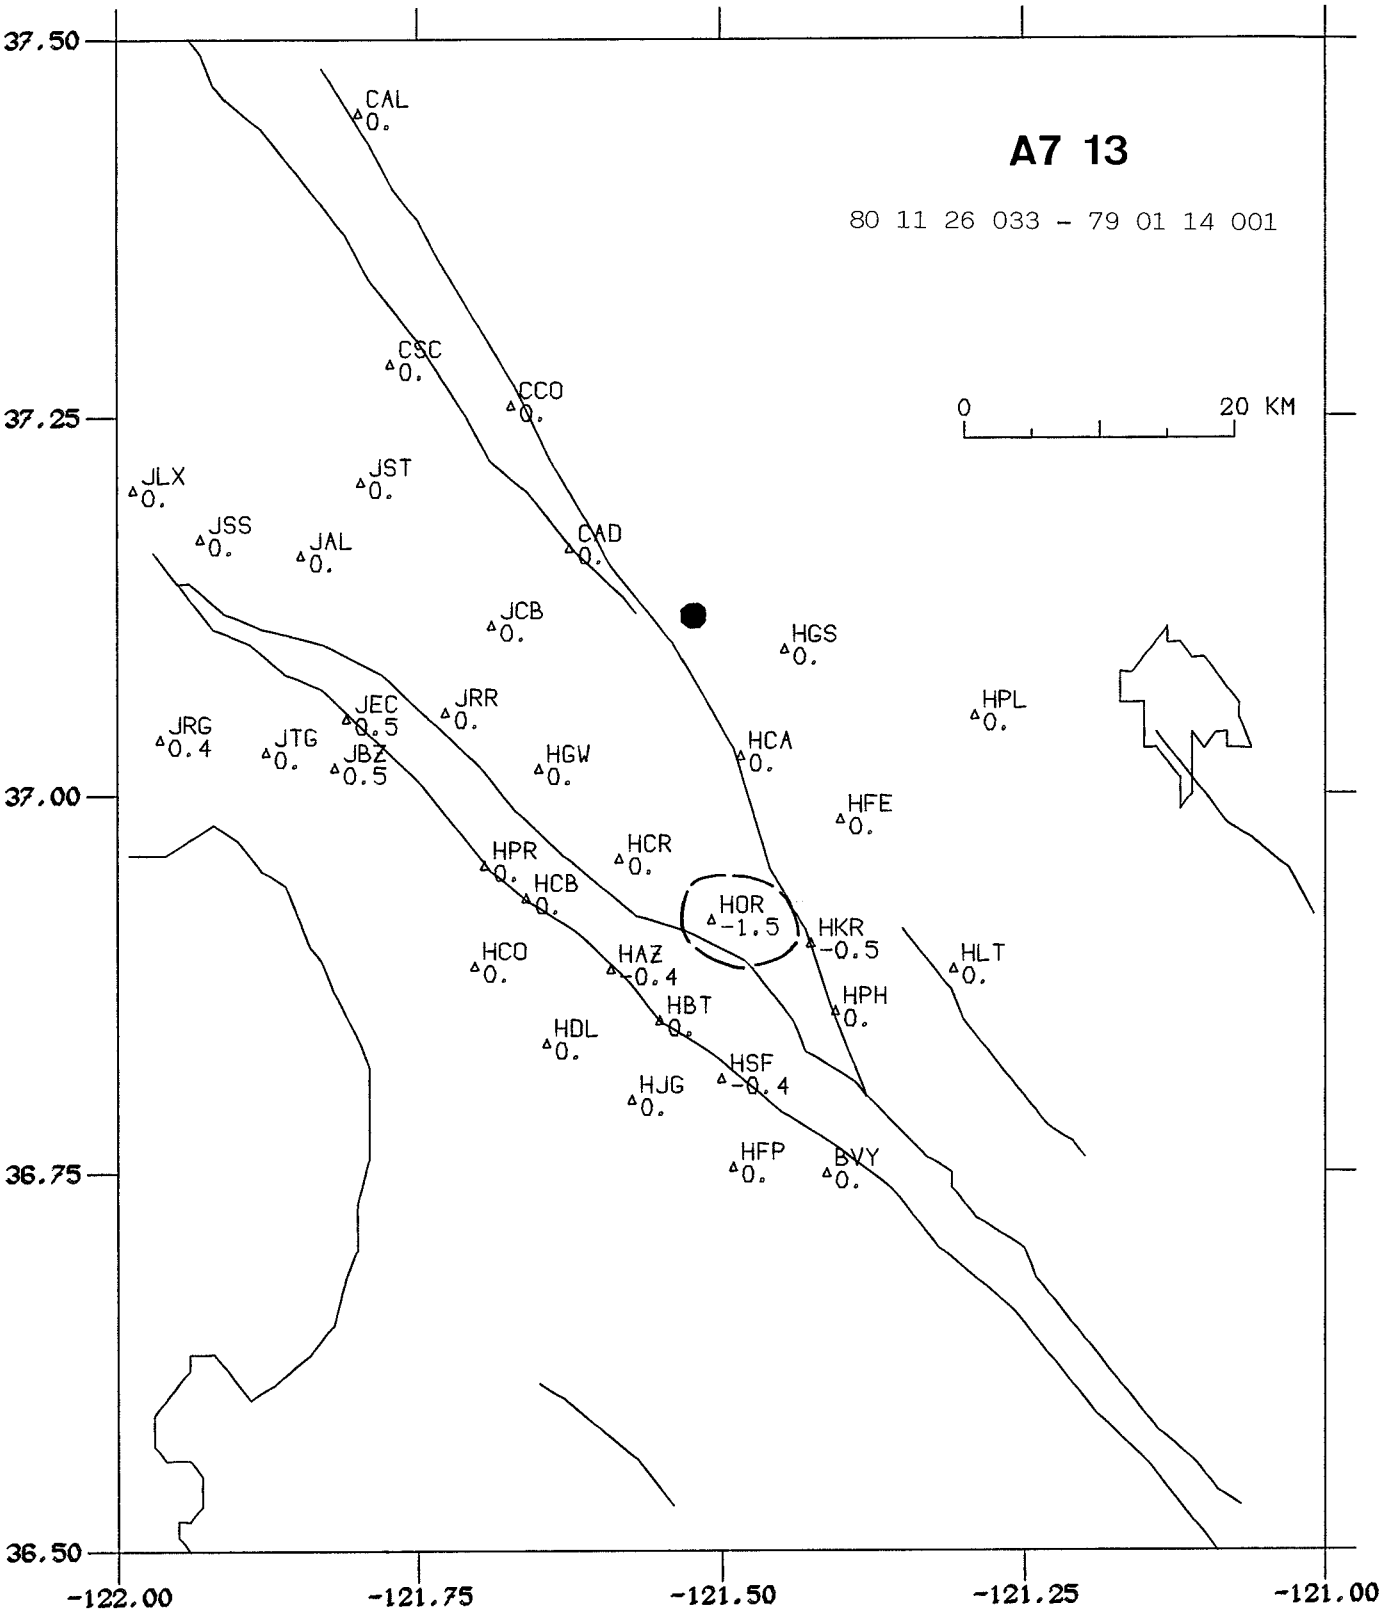 37.50
CAL
0.
A7 13
80 11 26 033 - 79 01 14 001
CSC
0.
CCO
0.
37.25
0 20 KM
JLX
0.
JST
0.
JSS
0.
JAL
0.
CAD
0.
JCB
0.
HGS
0.
HPL
0.
JRG
0.4
JTG
0.
JEC
0.5
JBZ
0.5
JRR
0.
HGW
0.
HCA
0.
37.00
HFE
0.
HPR
0.
HCB
0.
HCR
0.
HOR
-1.5
HKR
-0.5
HCO
0.
HAZ
-0.4
HLT
0.
HBT
0.
HPH
0.
HDL
0.
HSF
-0.4
HJG
0.
36.75
HFP
0.
BVY
0.
36.50
-122.00 -121.75 -121.50 -121.25 -121.00